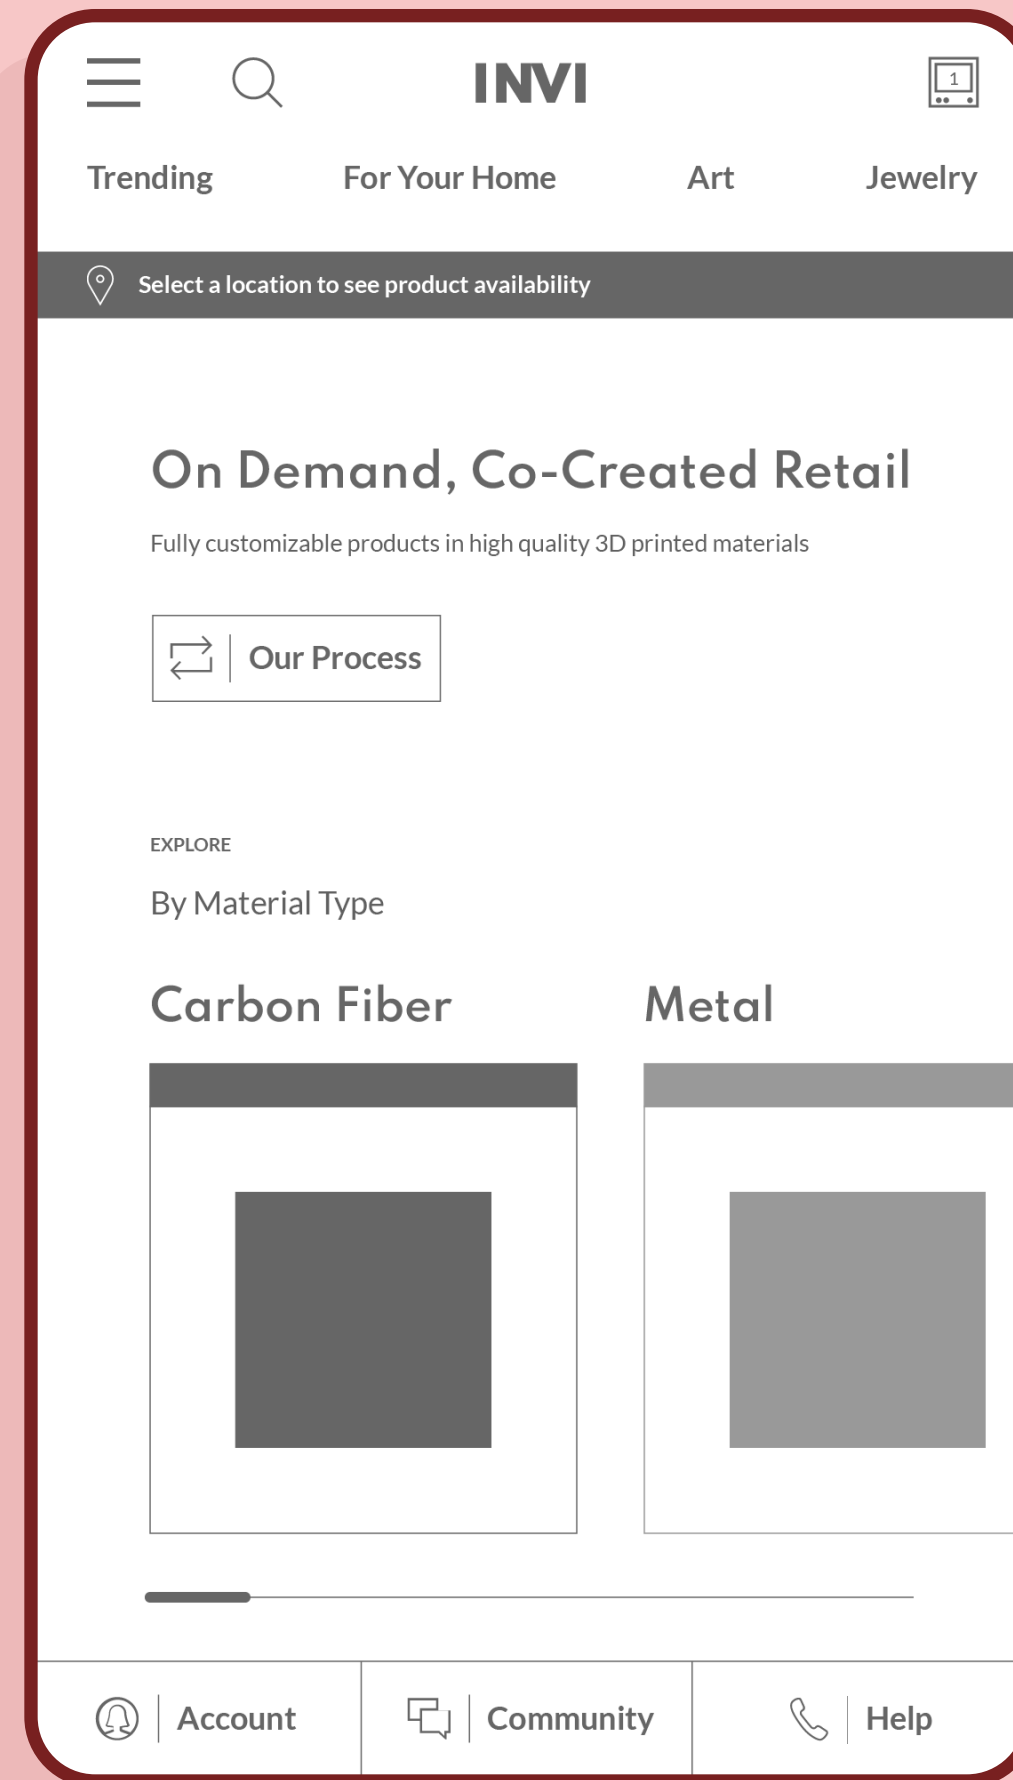 INVI
1
Trending
For Your Home
Art
Jewelry
Select a location to see product availability
On Demand, Co-Created Retail
Fully customizable products in high quality 3D printed materials
Our Process
EXPLORE
By Material Type
Carbon Fiber
Metal
Account
Community
Help